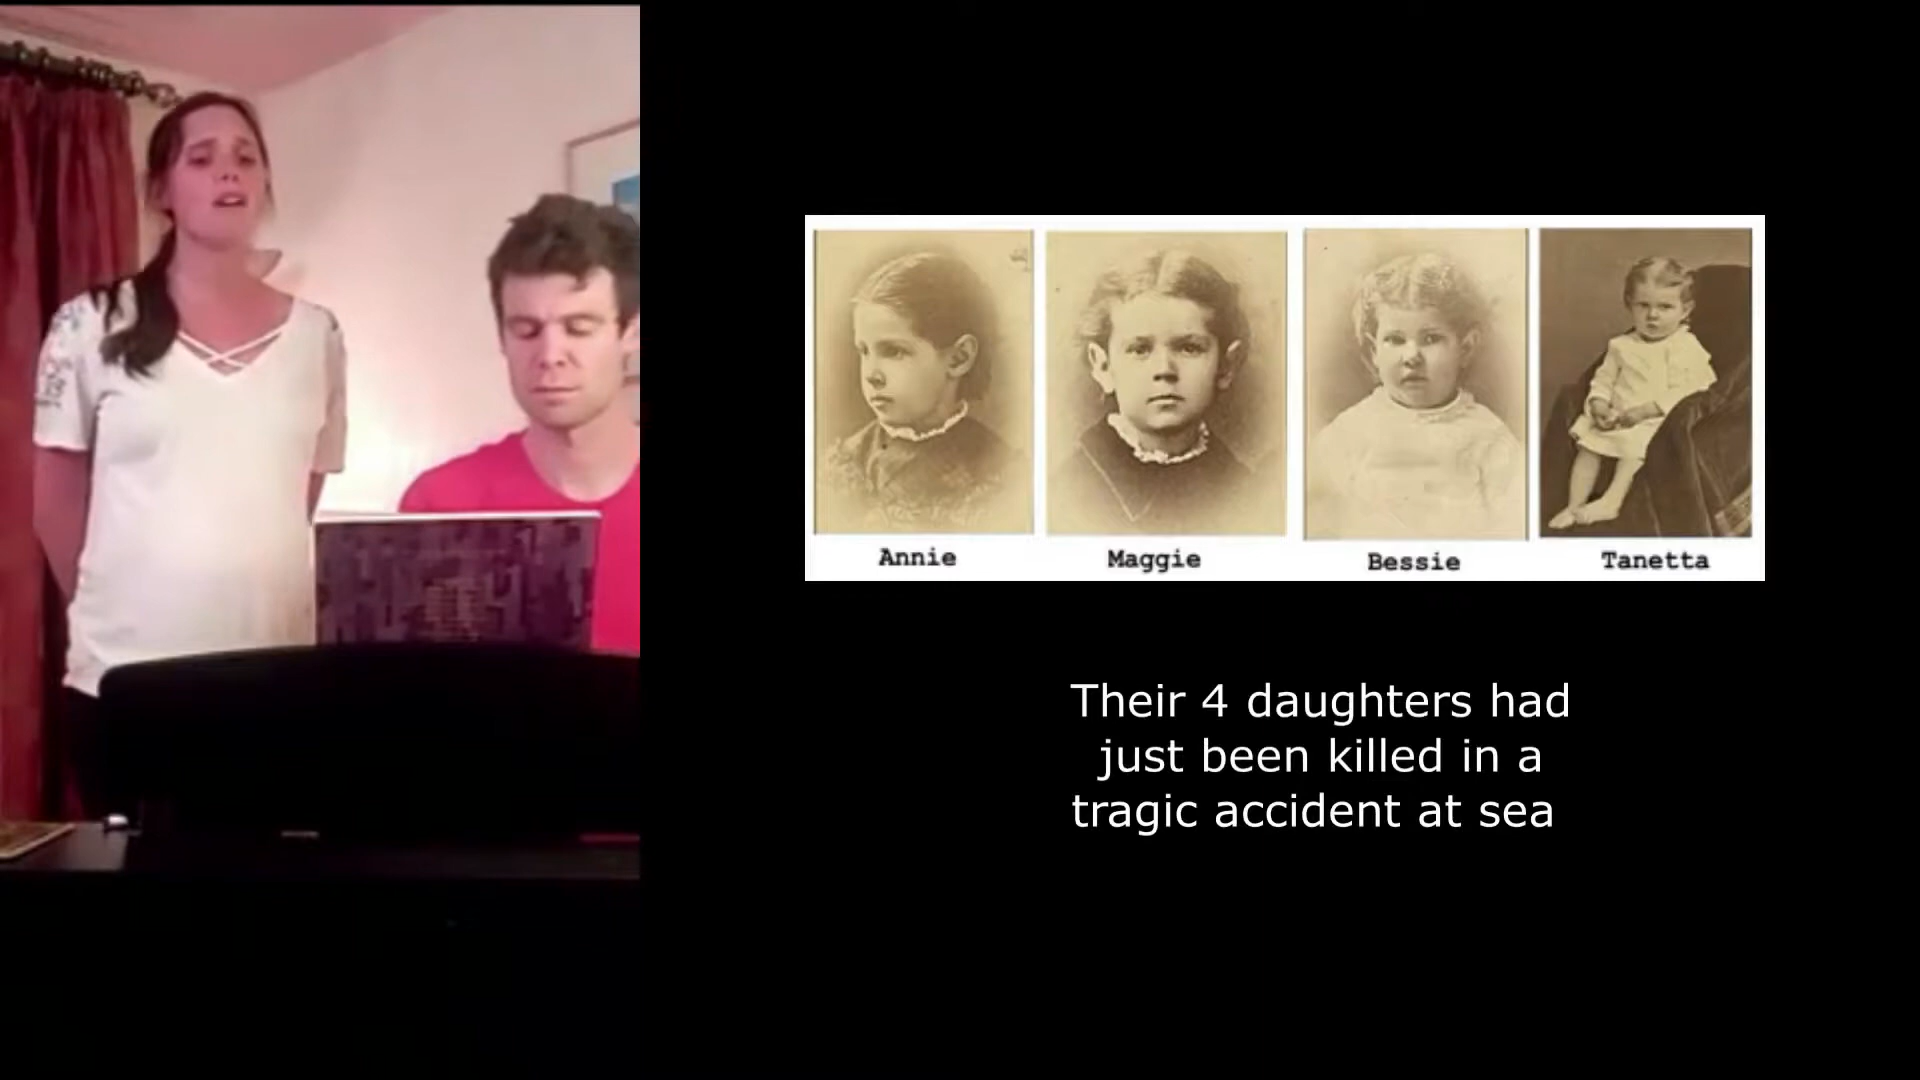 Annie Maggie Bessie Tanetta
Their 4 daughters had
just been killed in a
tragic accident at sea